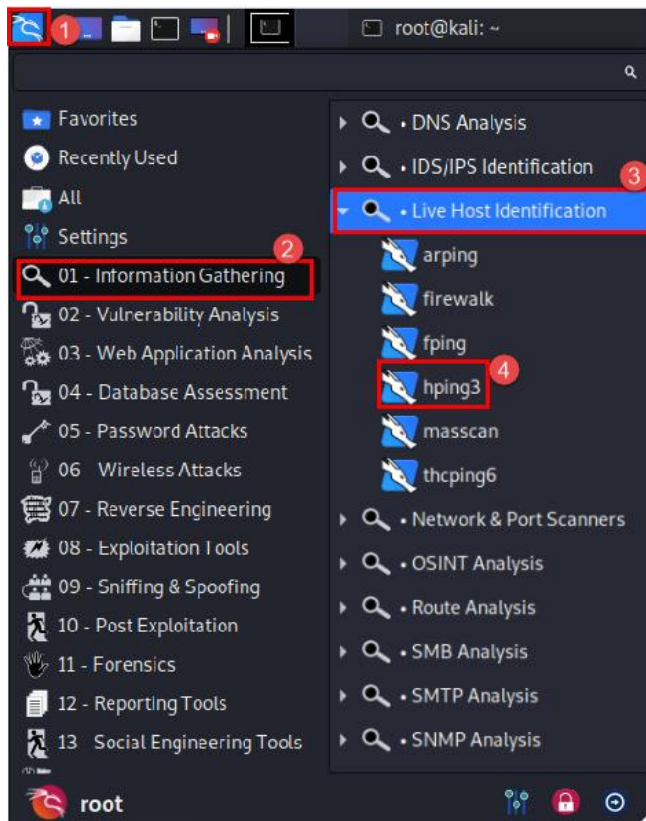 1
root@kali: ~
Favorites
Recently Used
All
Settings
2
01 - Information Gathering
02 - Vulnerability Analysis
03 - Web Application Analysis
04 - Database Assessment
05 - Password Attacks
06 Wireless Attacks
07 - Reverse Engineering
08 - Exploitation Tools
09 - Sniffing & Spoofing
10 - Post Exploitation
11 - Forensics
12 - Reporting Tools
13 Social Engineering Tools
• DNS Analysis
• IDS/IPS Identification
3
• Live Host Identification
arping
firewalk
fping
hping3
4
masscan
thcping6
• Network & Port Scanners
• OSINT Analysis
• Route Analysis
• SMB Analysis
• SMTP Analysis
• SNMP Analysis
root